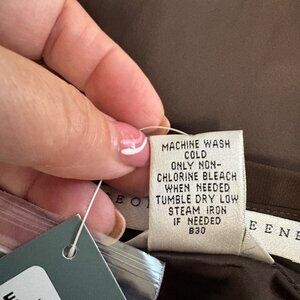 MACHINE WASH
COLD
ONLY NON-
CHLORINE BLEACH
WHEN NEEDED
TUMBLE DRY LOW
STEAM IRON
IF NEEDED
B30